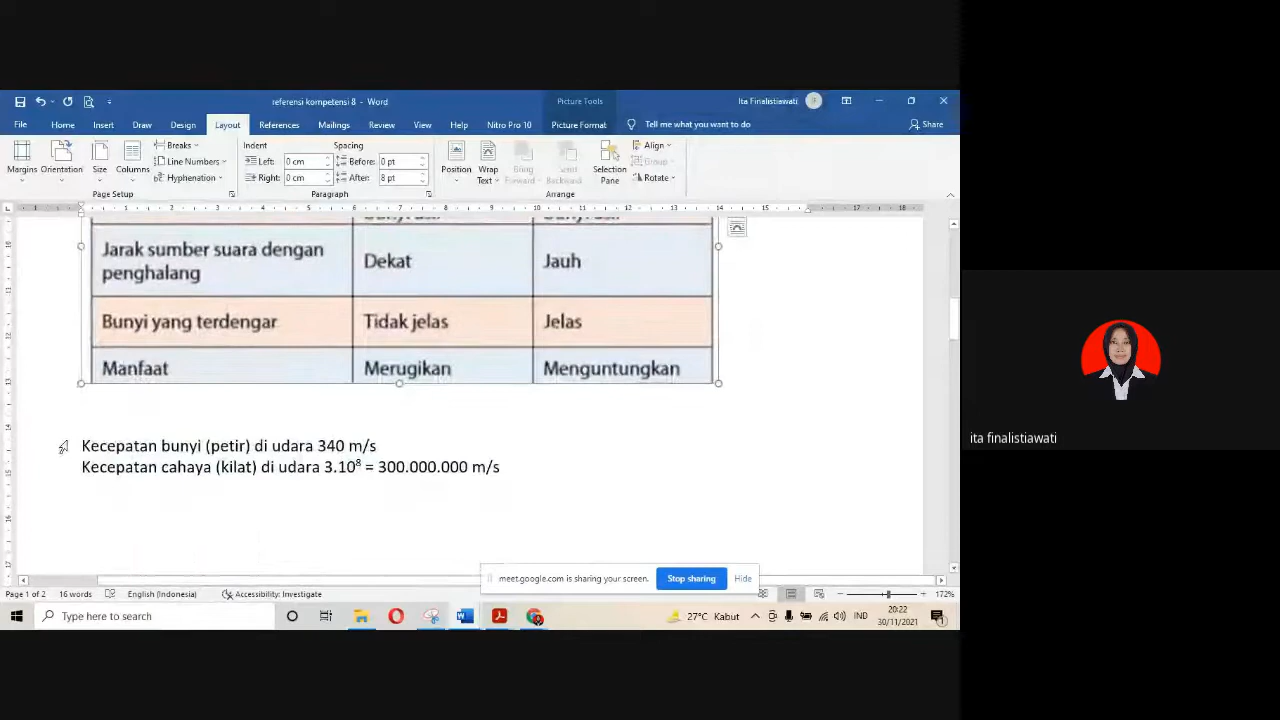 referensi kompetensi 8 - Word
Picture Tools
Ita Finalistiawati
File Home Insert Draw Design Layout References Mailings Review View Help Nitro Pro 10 Picture Format Tell me what you want to do Share
Margins Orientation Size Columns
Breaks
Line Numbers
Hyphenation
Indent Spacing
Left: 0 cm Before: 0 pt
Right: 0 cm After: 8 pt
Position Wrap Text Bring Forward Send Backward Selection Pane
Align
Group
Rotate
Page Setup Paragraph Arrange
Jarak sumber suara dengan penghalang Dekat Jauh
Bunyi yang terdengar Tidak jelas Jelas
Manfaat Merugikan Menguntungkan
Kecepatan bunyi (petir) di udara 340 m/s
Kecepatan cahaya (kilat) di udara 3.10⁸ = 300.000.000 m/s
ita finalistiawati
meet.google.com is sharing your screen. Stop sharing Hide
Page 1 of 2 16 words English (Indonesia) Accessibility: Investigate 172%
Type here to search 27°C Kabut IND 20:22
30/11/2021